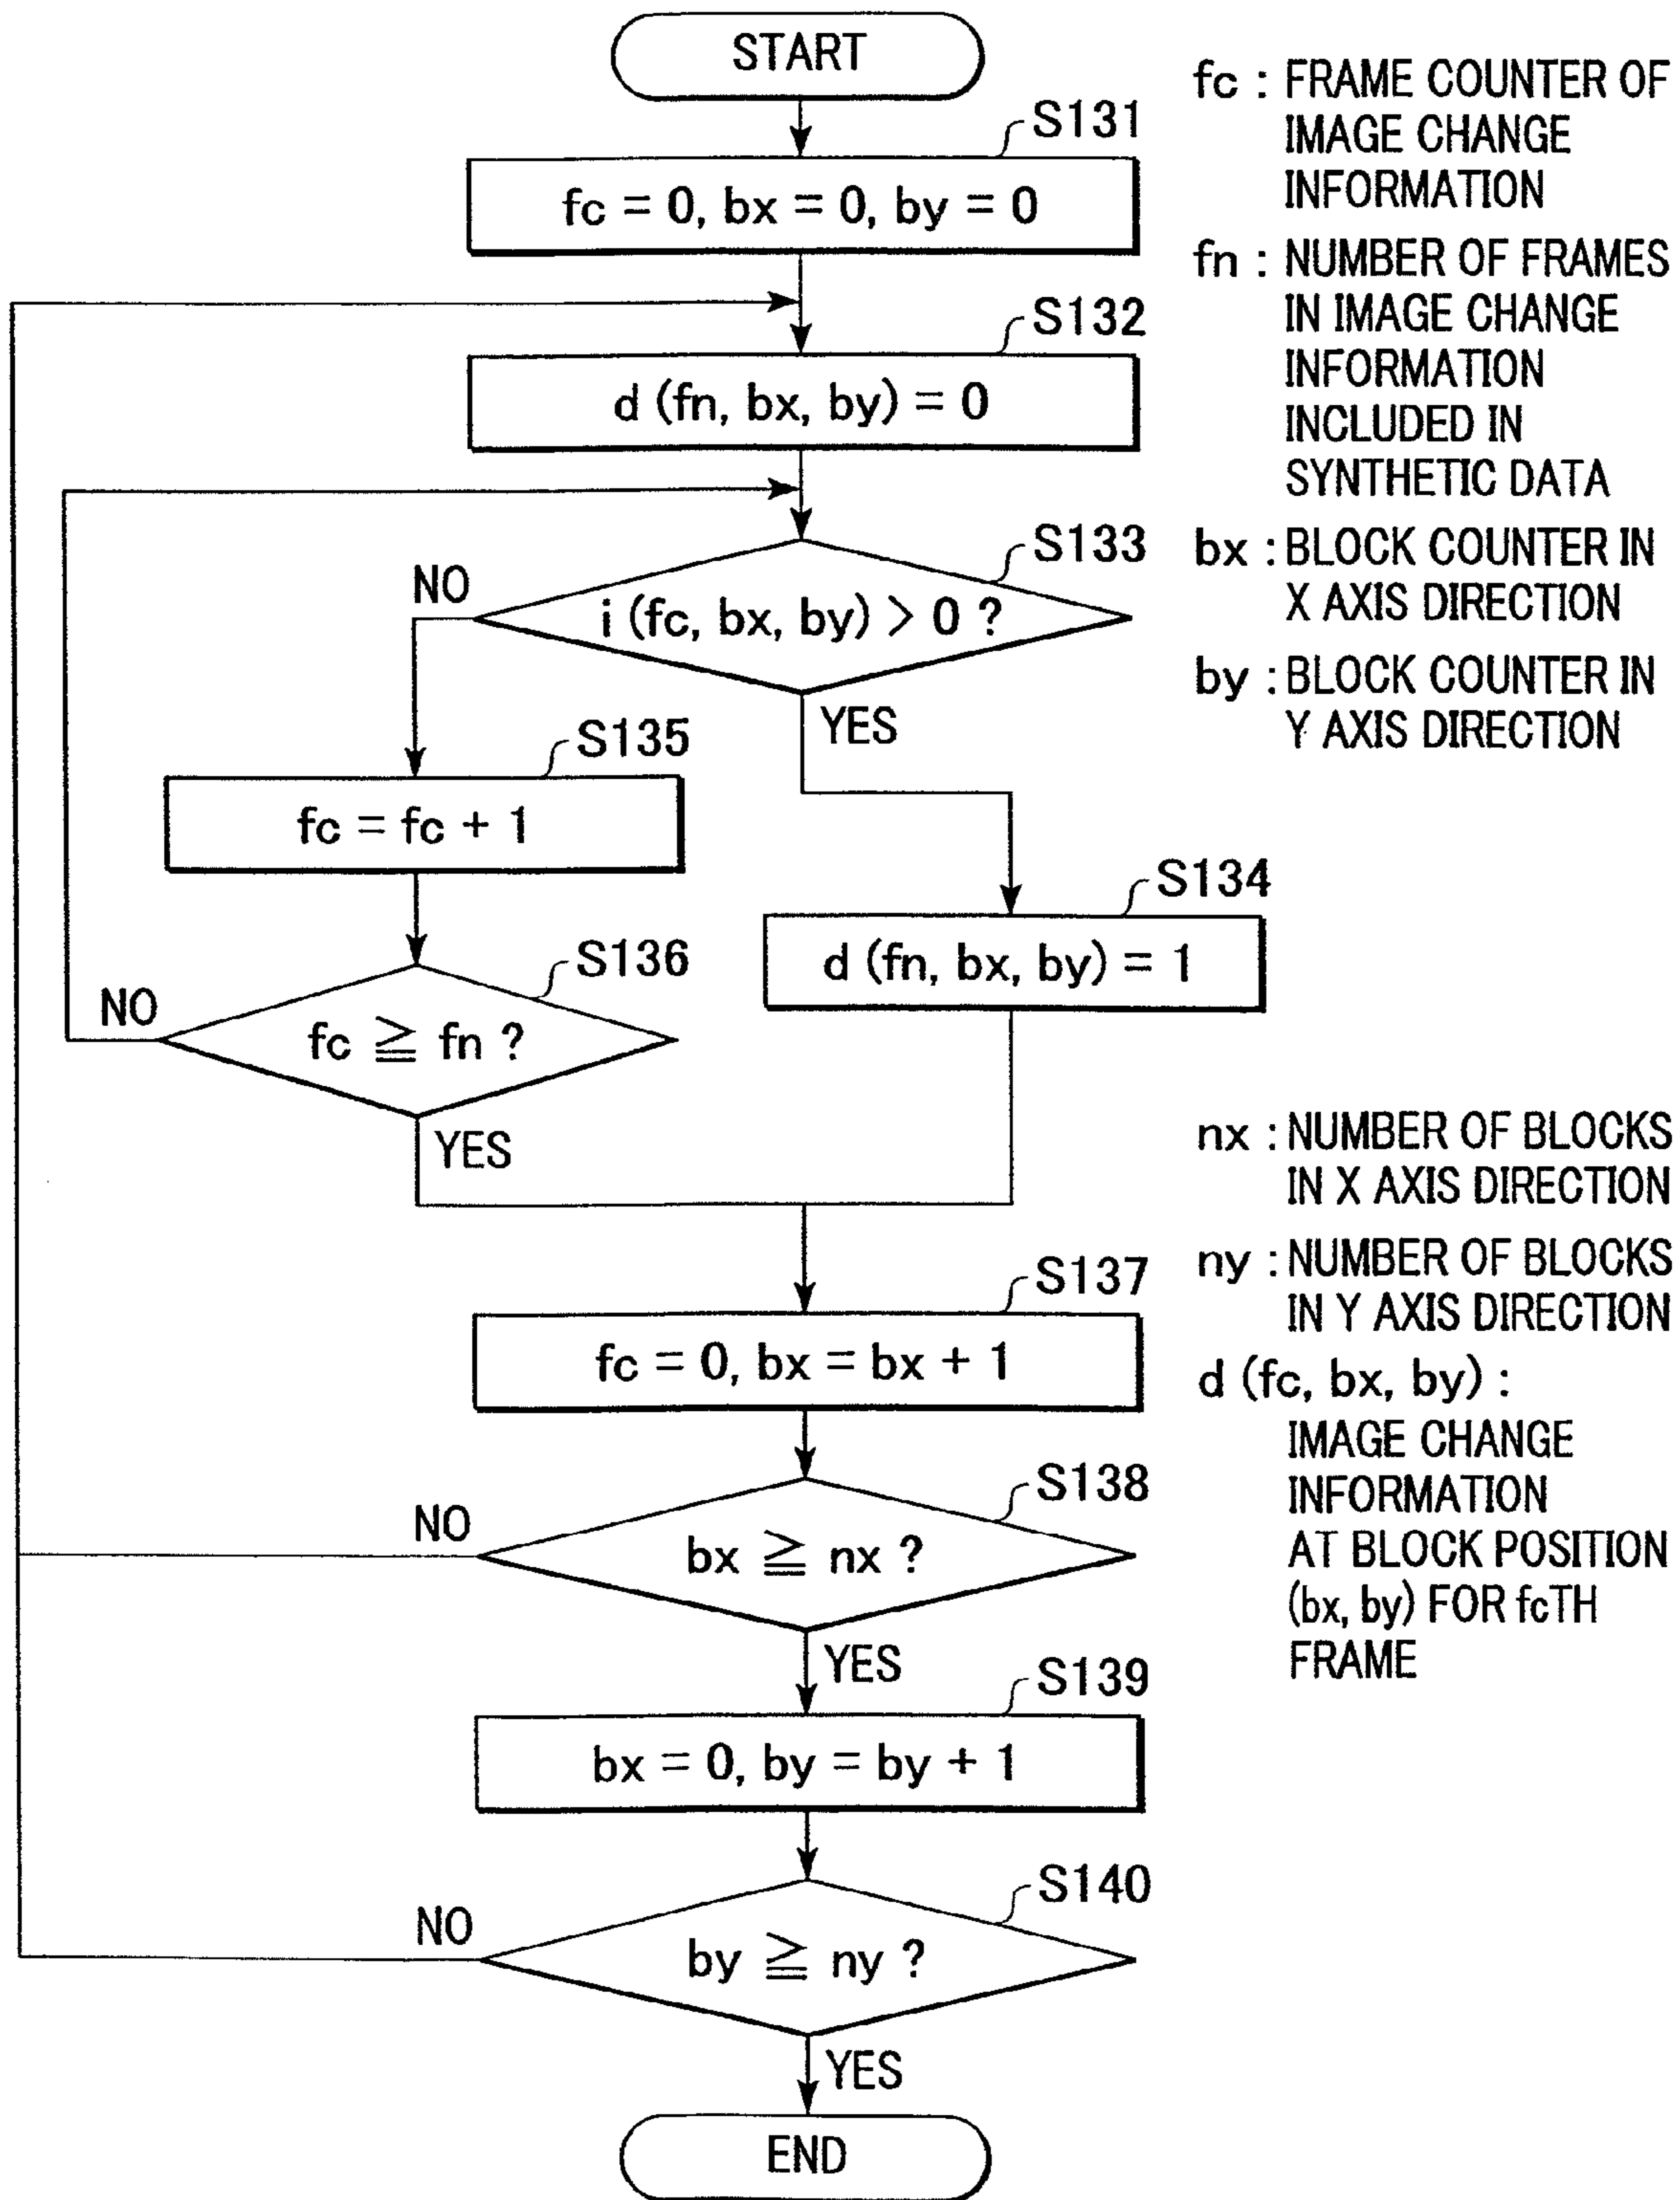 START
S131
fc = 0, bx = 0, by = 0
S132
d (fn, bx, by) = 0
S133
i (fc, bx, by) > 0 ?
NO
YES
S135
fc = fc + 1
S134
d (fn, bx, by) = 1
S136
fc ≧ fn ?
NO
YES
S137
fc = 0, bx = bx + 1
S138
bx ≧ nx ?
NO
YES
S139
bx = 0, by = by + 1
S140
by ≧ ny ?
NO
YES
END
fc : FRAME COUNTER OF
IMAGE CHANGE
INFORMATION
fn : NUMBER OF FRAMES
IN IMAGE CHANGE
INFORMATION
INCLUDED IN
SYNTHETIC DATA
bx : BLOCK COUNTER IN
X AXIS DIRECTION
by : BLOCK COUNTER IN
Y AXIS DIRECTION
nx : NUMBER OF BLOCKS
IN X AXIS DIRECTION
ny : NUMBER OF BLOCKS
IN Y AXIS DIRECTION
d (fc, bx, by) :
IMAGE CHANGE
INFORMATION
AT BLOCK POSITION
(bx, by) FOR fcTH
FRAME